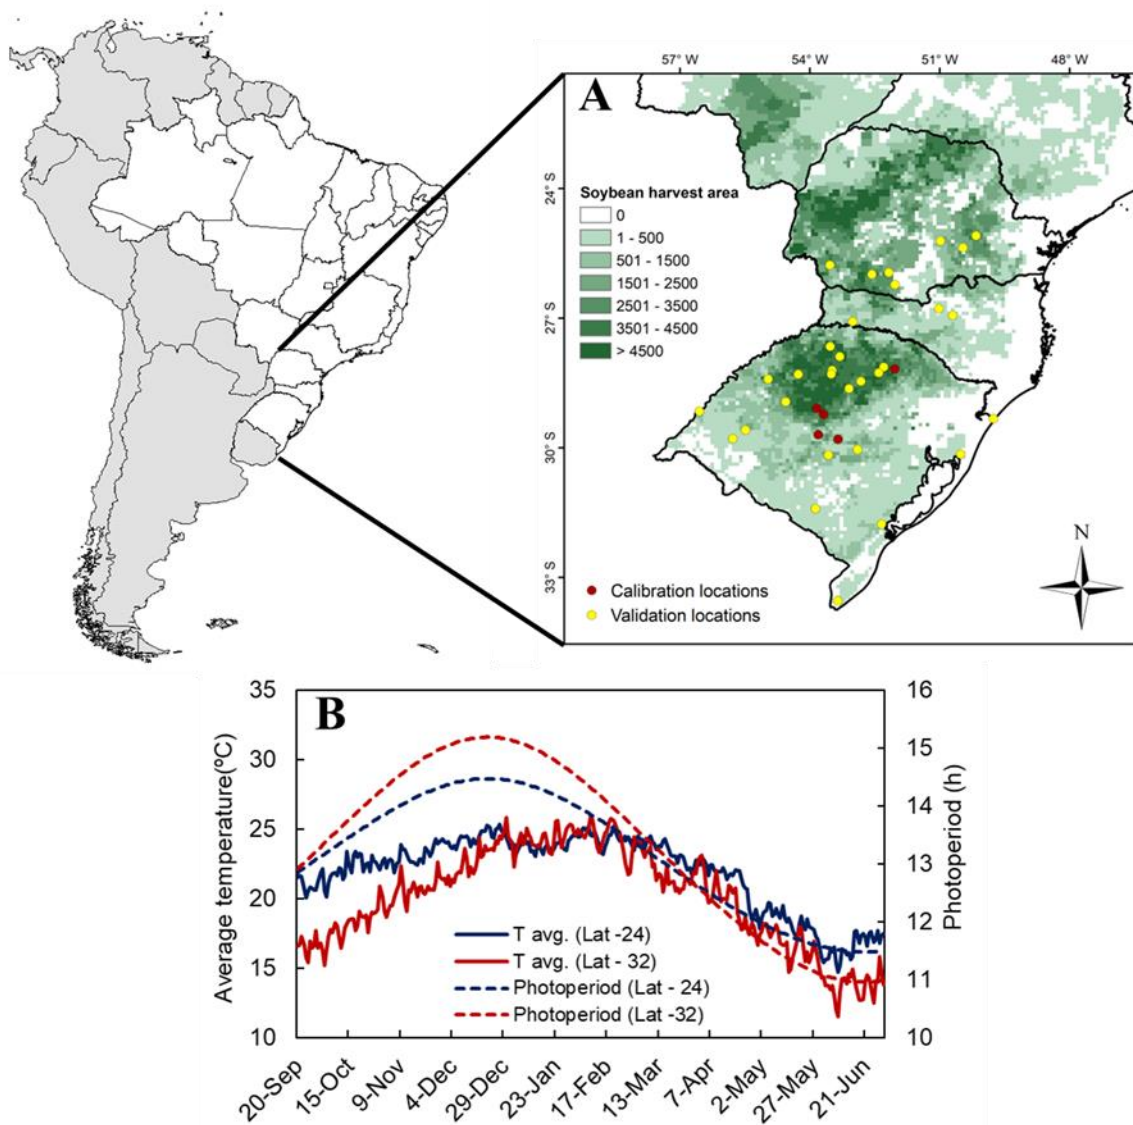 57° W 54° W 51° W 48° W
A
24° S
27° S
30° S
33° S
Soybean harvest area
0
1 - 500
501 - 1500
1501 - 2500
2501 - 3500
3501 - 4500
> 4500
N
Calibration locations
Validation locations
B
Average temperature(ºC)
35
30
25
20
15
10
Photoperiod (h)
16
15
14
13
12
11
10
T avg. (Lat -24)
T avg. (Lat - 32)
Photoperiod (Lat - 24)
Photoperiod (Lat -32)
20-Sep 15-Oct 9-Nov 4-Dec 29-Dec 23-Jan 17-Feb 13-Mar 7-Apr 2-May 27-May 21-Jun